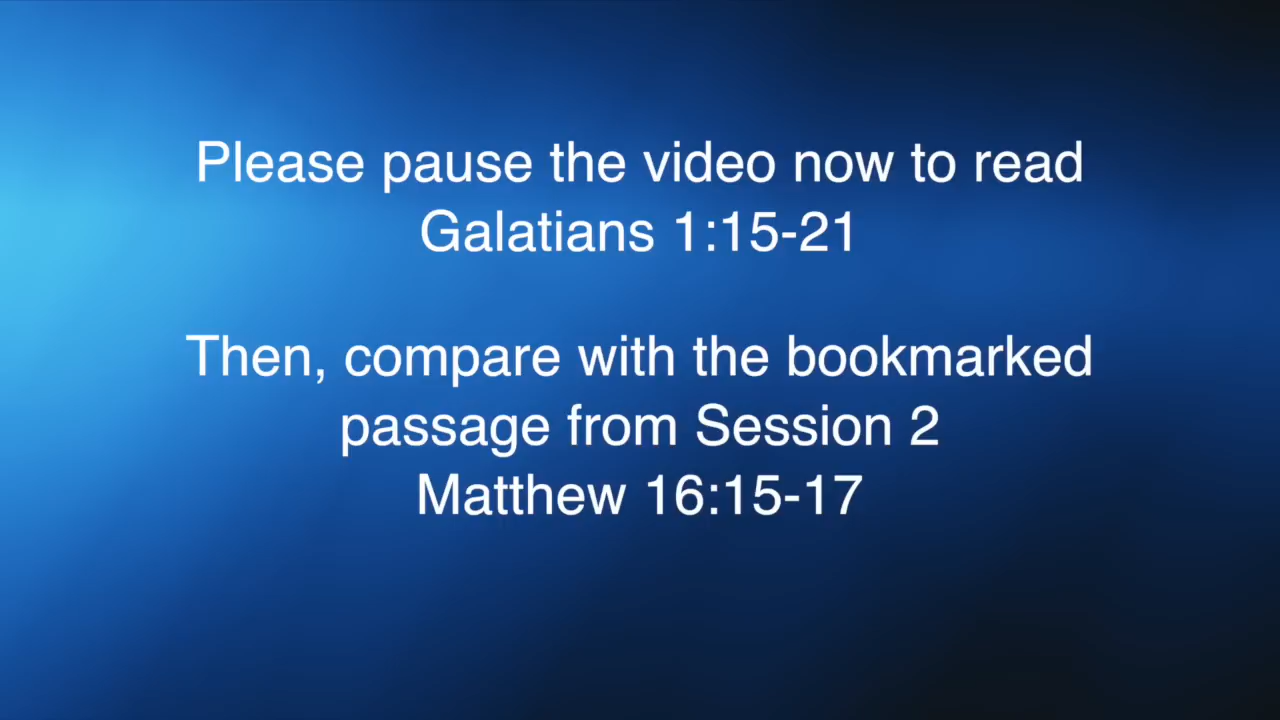 Please pause the video now to read
Galatians 1:15-21
Then, compare with the bookmarked
passage from Session 2
Matthew 16:15-17